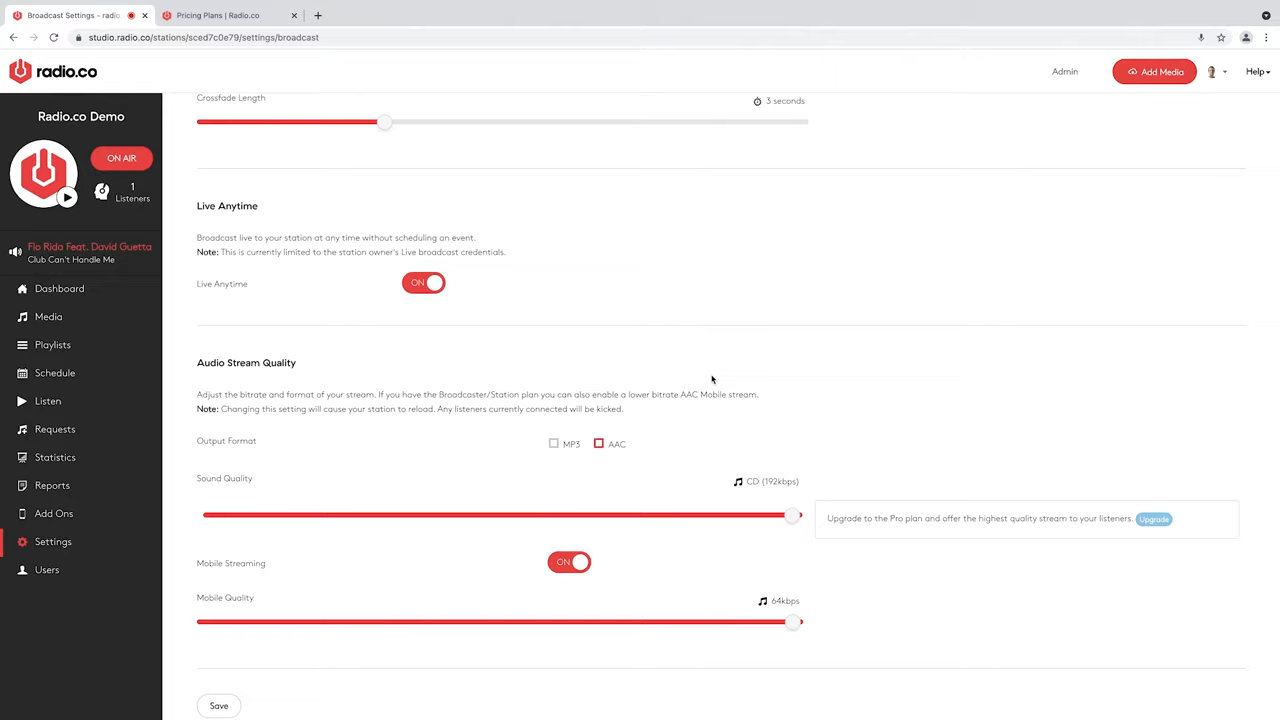 Broadcast Settings - radio.
Pricing Plans | Radio.co
studio.radio.co/stations/sced7c0e79/settings/broadcast
radio.co
Admin
Add Media
Help
Radio.co Demo
ON AIR
1
Listeners
Flo Rida Feat. David Guetta
Club Can't Handle Me
Dashboard
Media
Playlists
Schedule
Listen
Requests
Statistics
Reports
Add Ons
Settings
Users
Crossfade Length
3 seconds
Live Anytime
Broadcast live to your station at any time without scheduling an event.
Note: This is currently limited to the station owner's Live broadcast credentials.
Live Anytime
ON
Audio Stream Quality
Adjust the bitrate and format of your stream. If you have the Broadcaster/Station plan you can also enable a lower bitrate AAC Mobile stream.
Note: Changing this setting will cause your station to reload. Any listeners currently connected will be kicked.
Output Format
MP3 AAC
Sound Quality
CD (192kbps)
Upgrade to the Pro plan and offer the highest quality stream to your listeners. Upgrade
Mobile Streaming
ON
Mobile Quality
64kbps
Save